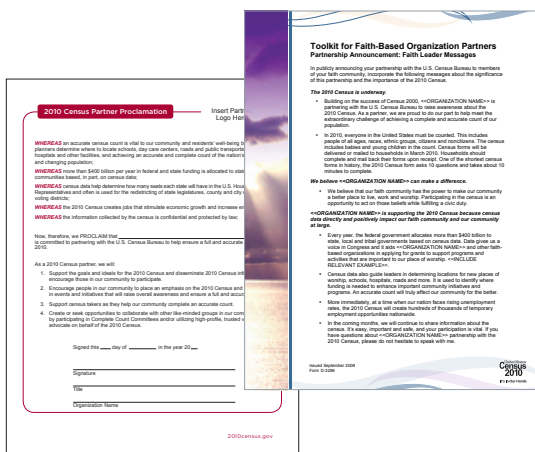 2010 Census Partner Proclamation
Insert Part
Logo Her
WHEREAS an accurate census count is vital to our community and residents' well-being b
planners determine where to locate schools, day care centers, roads and public transporta
hospitals and other facilities, and achieving an accurate and complete count of the nation's
and changing population;
WHEREAS more than $400 billion per year in federal and state funding is allocated to stat
communities based, in part, on census data;
WHEREAS census data help determine how many seats each state will have in the U.S. Hou
Representatives and often is used for the redistricting of state legislatures, county and city
voting districts;
WHEREAS the 2010 Census creates jobs that stimulate economic growth and increase em
WHEREAS the information collected by the census is confidential and protected by law;
Now, therefore, we PROCLAIM that
is committed to partnering with the U.S. Census Bureau to help ensure a full and accurate
2010.
As a 2010 Census partner, we will:
1. Support the goals and ideals for the 2010 Census and disseminate 2010 Census inf
encourage those in our community to participate.
2. Encourage people in our community to place an emphasis on the 2010 Census and
in events and initiatives that will raise overall awareness and ensure a full and accur
3. Support census takers as they help our community complete an accurate count.
4. Create or seek opportunities to collaborate with other like-minded groups in our com
by participating in Complete Count Committees and/or utilizing high-profile, trusted v
advocate on behalf of the 2010 Census.
Signed this ___ day of ________, in the year 20__.
Signature
Title
Organization Name
2010census.gov
Toolkit for Faith-Based Organization Partners
Partnership Announcement: Faith Leader Messages
In publicly announcing your partnership with the U.S. Census Bureau to members
of your faith community, incorporate the following messages about the significance
of this partnership and the importance of the 2010 Census.
The 2010 Census is underway.
• Building on the success of Census 2000, <<ORGANIZATION NAME>> is
partnering with the U.S. Census Bureau to raise awareness about the
2010 Census. As a partner, we are proud to do our part to help meet the
extraordinary challenge of achieving a complete and accurate count of our
population.
• In 2010, everyone in the United States must be counted. This includes
people of all ages, races, ethnic groups, citizens and noncitizens. The census
includes babies and young children in the count. Census forms will be
delivered or mailed to households in March 2010. Households should
complete and mail back their forms upon receipt. One of the shortest census
forms in history, the 2010 Census form asks 10 questions and takes about 10
minutes to complete.
We believe <<ORGANIZATION NAME>> can make a difference.
• We believe that our faith community has the power to make our community
a better place to live, work and worship. Participating in the census is an
opportunity to act on those beliefs while fulfilling a civic duty.
<<ORGANIZATION NAME>> is supporting the 2010 Census because census
data directly and positively impact our faith community and our community
at large.
• Every year, the federal government allocates more than $400 billion to
state, local and tribal governments based on census data. Data gives us a
voice in Congress and it aids <<ORGANIZATION NAME>> and other faith-
based organizations in applying for grants to support programs and
activities that are important to our place of worship. <<INCLUDE
RELEVANT EXAMPLE>>.
• Census data also guide leaders in determining locations for new places of
worship, schools, highways, roads and more. It is used to identify where
funding is needed to enhance important community initiatives and
programs. An accurate count will truly affect our community for the better.
• More immediately, at a time when our nation faces rising unemployment
rates, the 2010 Census will create hundreds of thousands of temporary
employment opportunities nationwide.
• In the coming months, we will continue to share information about the
census. It's easy, important and safe, and your participation is vital. If you
have questions about <<ORGANIZATION NAME>> partnership with the
2010 Census, please do not hesitate to speak with me.
Issued September 2009
Form D-3296
United States
Census
2010
IT'S IN OUR HANDS